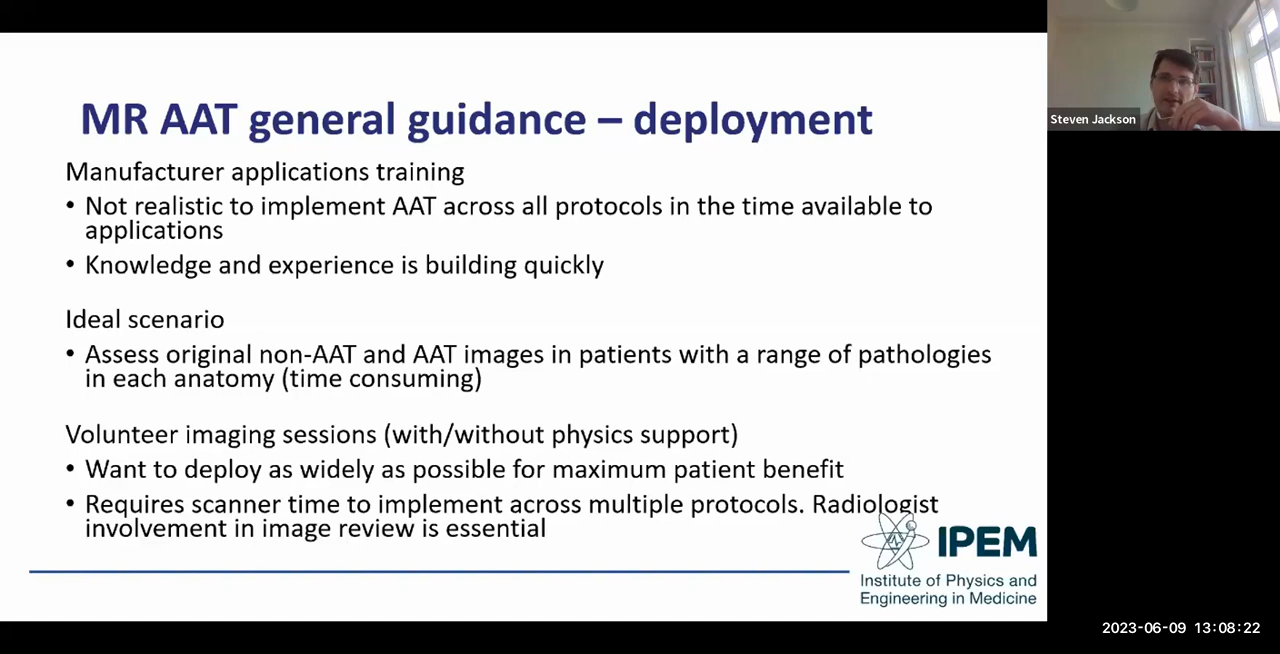 MR AAT general guidance – deployment
Manufacturer applications training
• Not realistic to implement AAT across all protocols in the time available to
applications
• Knowledge and experience is building quickly
Ideal scenario
• Assess original non-AAT and AAT images in patients with a range of pathologies
in each anatomy (time consuming)
Volunteer imaging sessions (with/without physics support)
• Want to deploy as widely as possible for maximum patient benefit
• Requires scanner time to implement across multiple protocols. Radiologist
involvement in image review is essential
IPEM
Institute of Physics and
Engineering in Medicine
Steven Jackson
2023-06-09 13:08:22